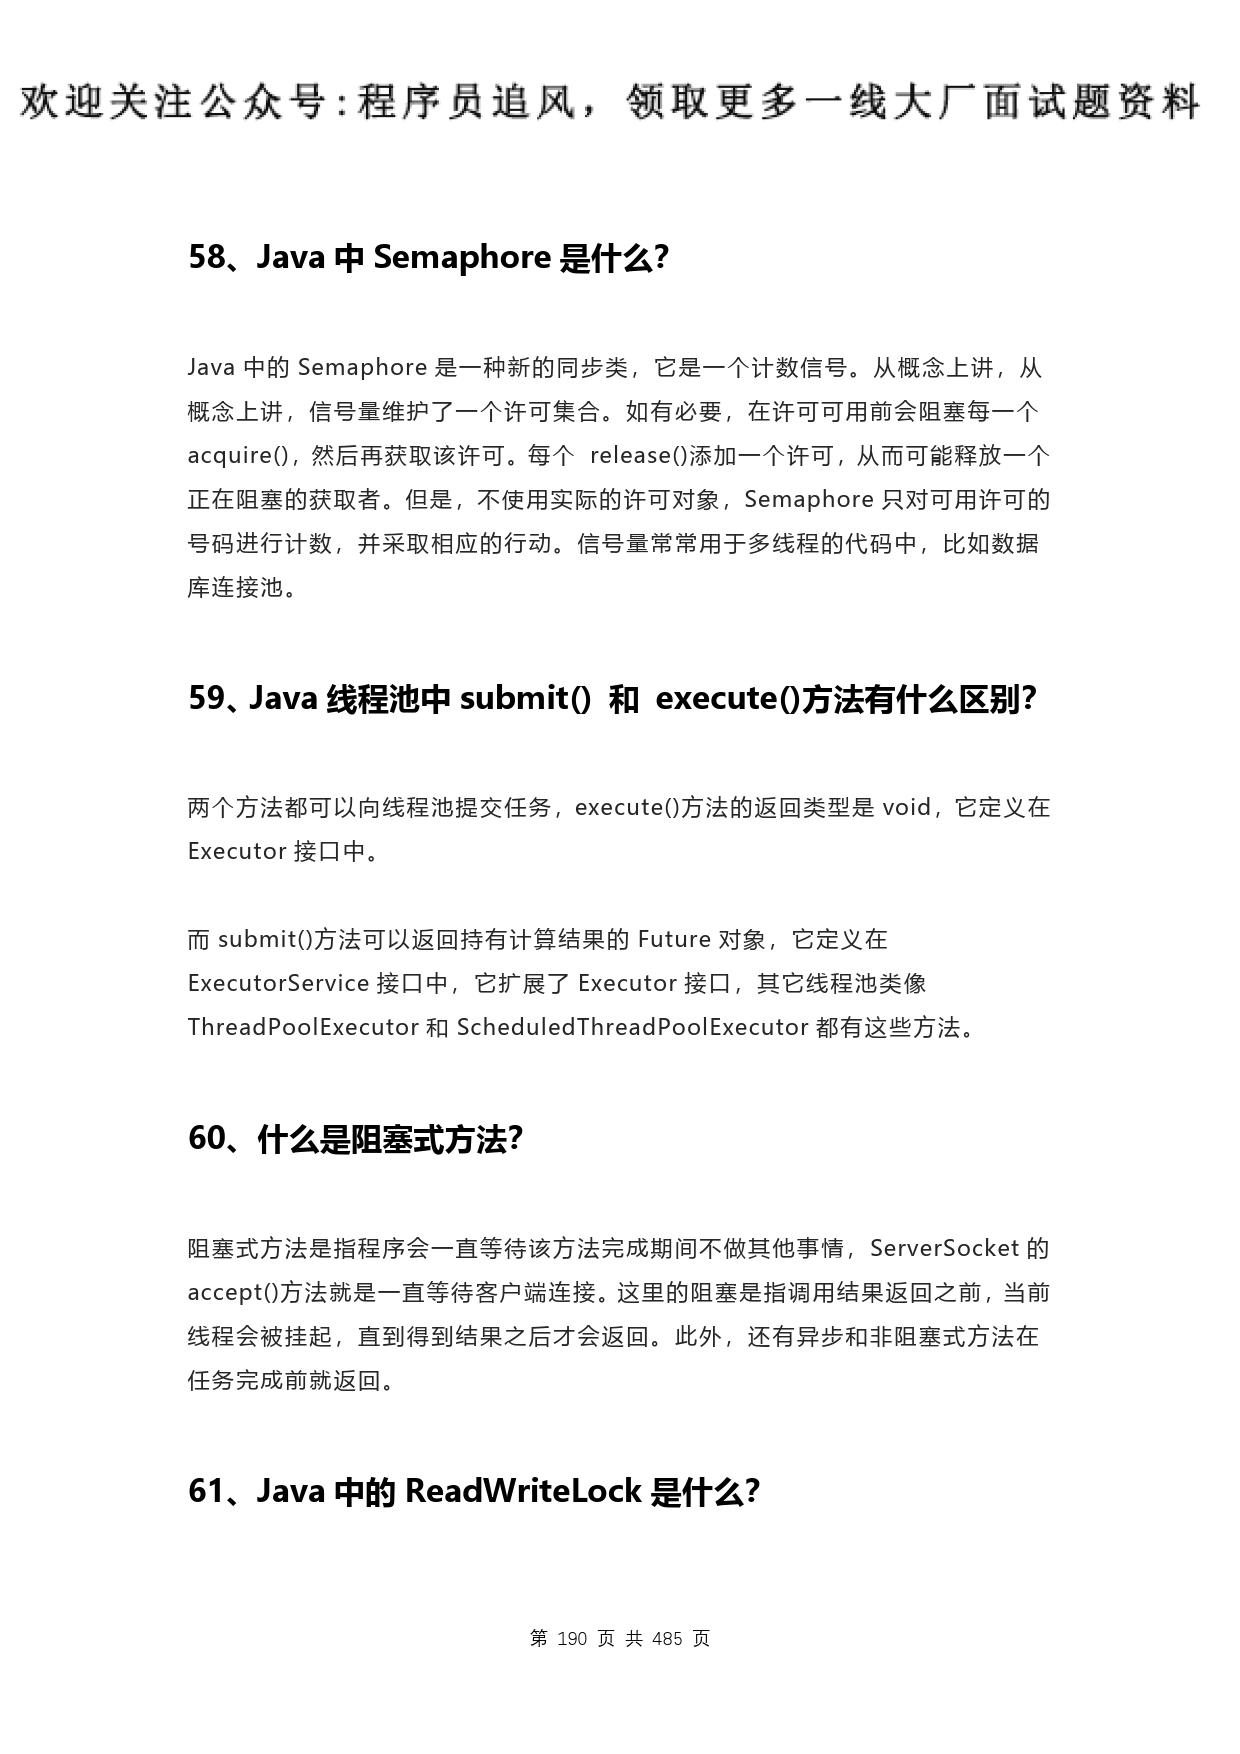 欢迎关注公众号:程序员追风，领取更多一线大厂面试题资料
58、Java 中 Semaphore 是什么？
Java 中的 Semaphore 是一种新的同步类，它是一个计数信号。从概念上讲，从
概念上讲，信号量维护了一个许可集合。如有必要，在许可可用前会阻塞每一个
acquire()，然后再获取该许可。每个 release()添加一个许可，从而可能释放一个
正在阻塞的获取者。但是，不使用实际的许可对象，Semaphore 只对可用许可的
号码进行计数，并采取相应的行动。信号量常常用于多线程的代码中，比如数据
库连接池。
59、Java 线程池中 submit() 和 execute()方法有什么区别？
两个方法都可以向线程池提交任务，execute()方法的返回类型是 void，它定义在
Executor 接口中。
而 submit()方法可以返回持有计算结果的 Future 对象，它定义在
ExecutorService 接口中，它扩展了 Executor 接口，其它线程池类像
ThreadPoolExecutor 和 ScheduledThreadPoolExecutor 都有这些方法。
60、什么是阻塞式方法？
阻塞式方法是指程序会一直等待该方法完成期间不做其他事情，ServerSocket 的
accept()方法就是一直等待客户端连接。这里的阻塞是指调用结果返回之前，当前
线程会被挂起，直到得到结果之后才会返回。此外，还有异步和非阻塞式方法在
任务完成前就返回。
61、Java 中的 ReadWriteLock 是什么？
第 190 页 共 485 页